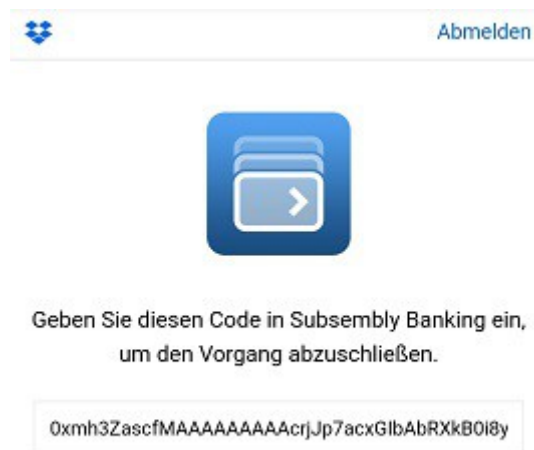 Abmelden
Geben Sie diesen Code in Subsembly Banking ein,
um den Vorgang abzuschließen.
0xmh3ZascfMAAAAAAAAAcrjJp7acxGIbAbRXkB0i8y